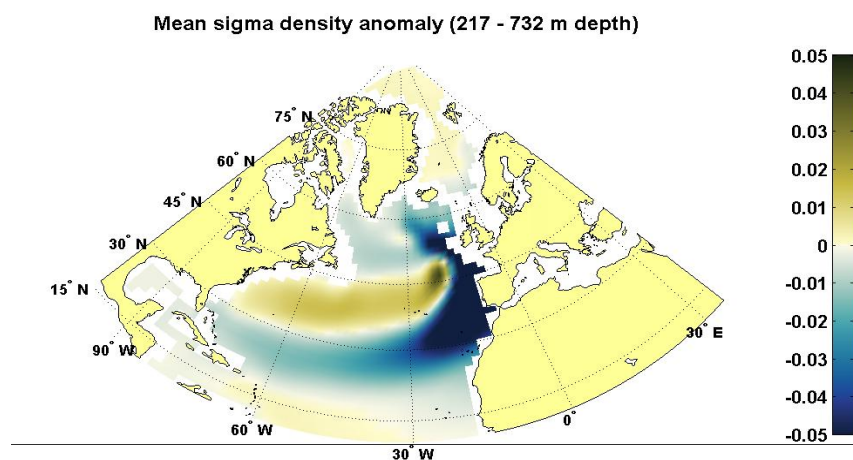 Mean sigma density anomaly (217 - 732 m depth)
75° N
60° N
45° N
30° N
15° N
90° W
60° W
30° W
0°
30° E
0.05
0.04
0.03
0.02
0.01
0
-0.01
-0.02
-0.03
-0.04
-0.05